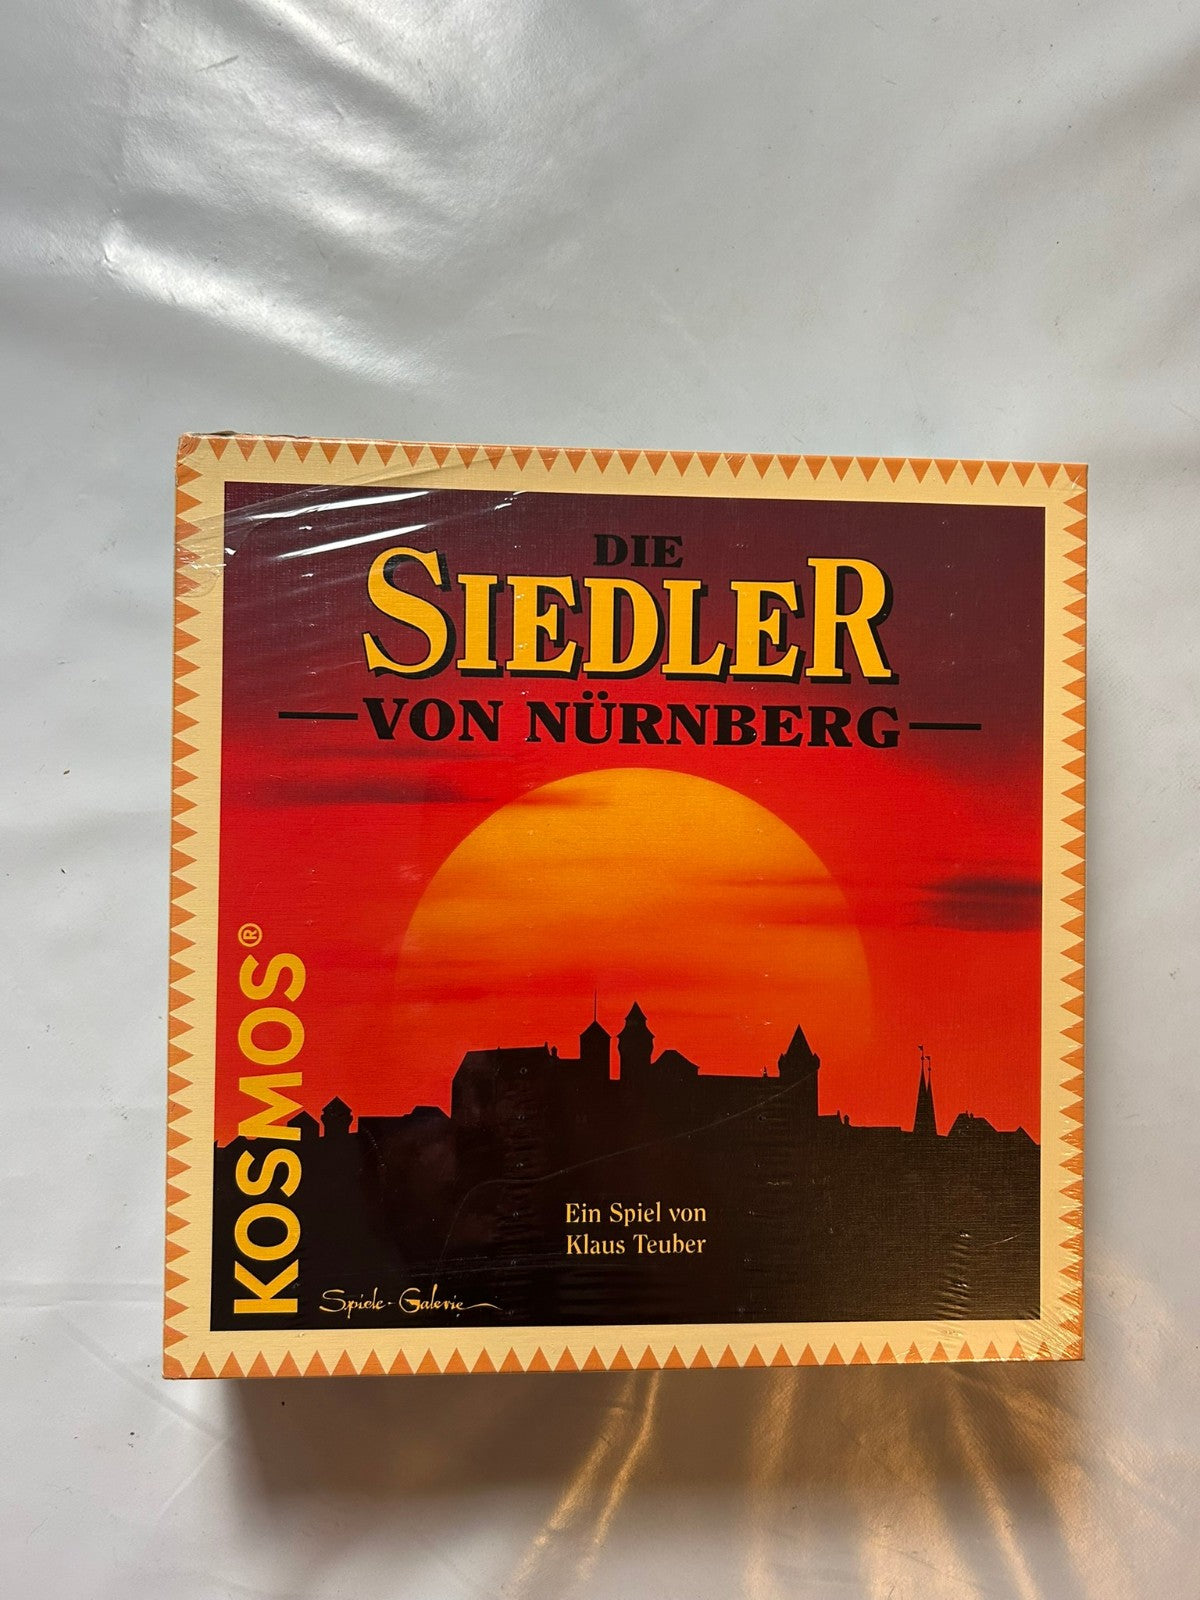 DIE
SIEDLER
VON NÜRNBERG
KOSMOS®
Ein Spiel von
Klaus Teuber
Spiele-Galerie